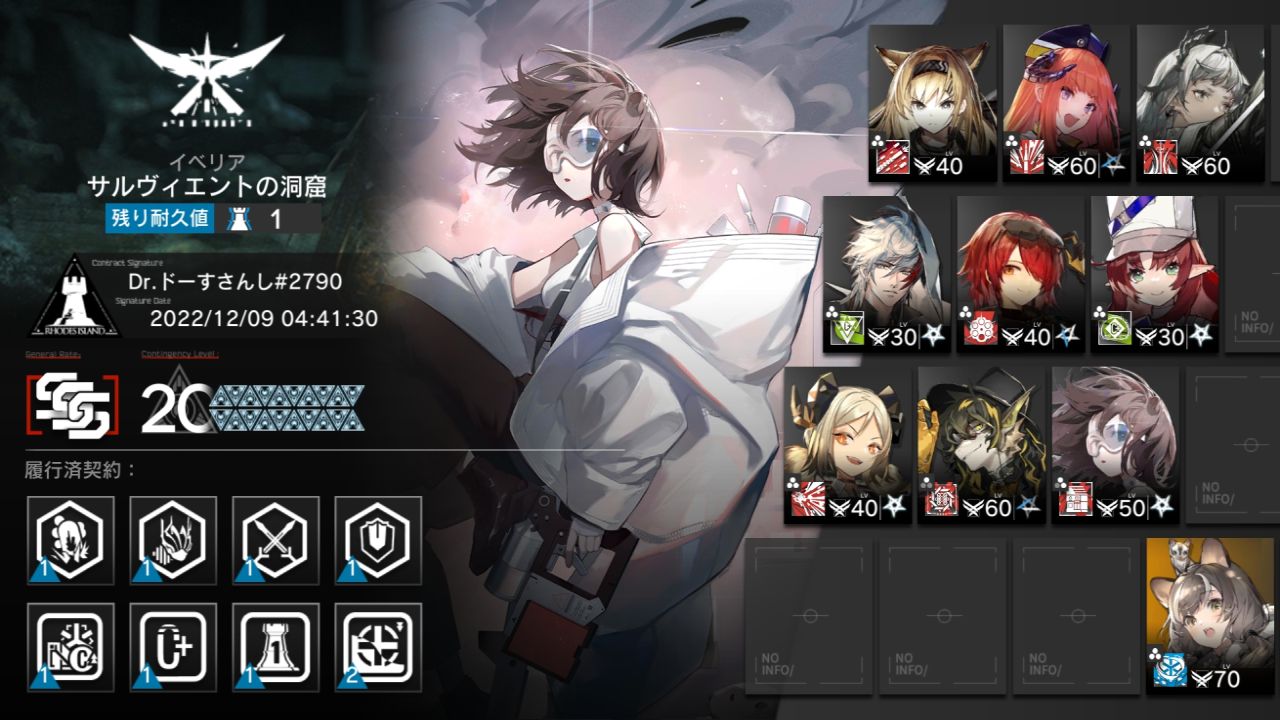 イベリア
サルヴィエントの洞窟
残り耐久値 1
Contract Signature
Dr.ドーすさんし#2790
Signature Date
2022/12/09 04:41:30
RHODES ISLAND
General Rate:
Contingency Level:
SSS
20
履行済契約：
1
1
1
1
1
1
1
2
LV
40
LV
60
LV
60
LV
30
LV
40
LV
30
NO
INFO/
LV
40
LV
60
LV
50
NO
INFO/
NO
INFO/
NO
INFO/
NO
INFO/
LV
70